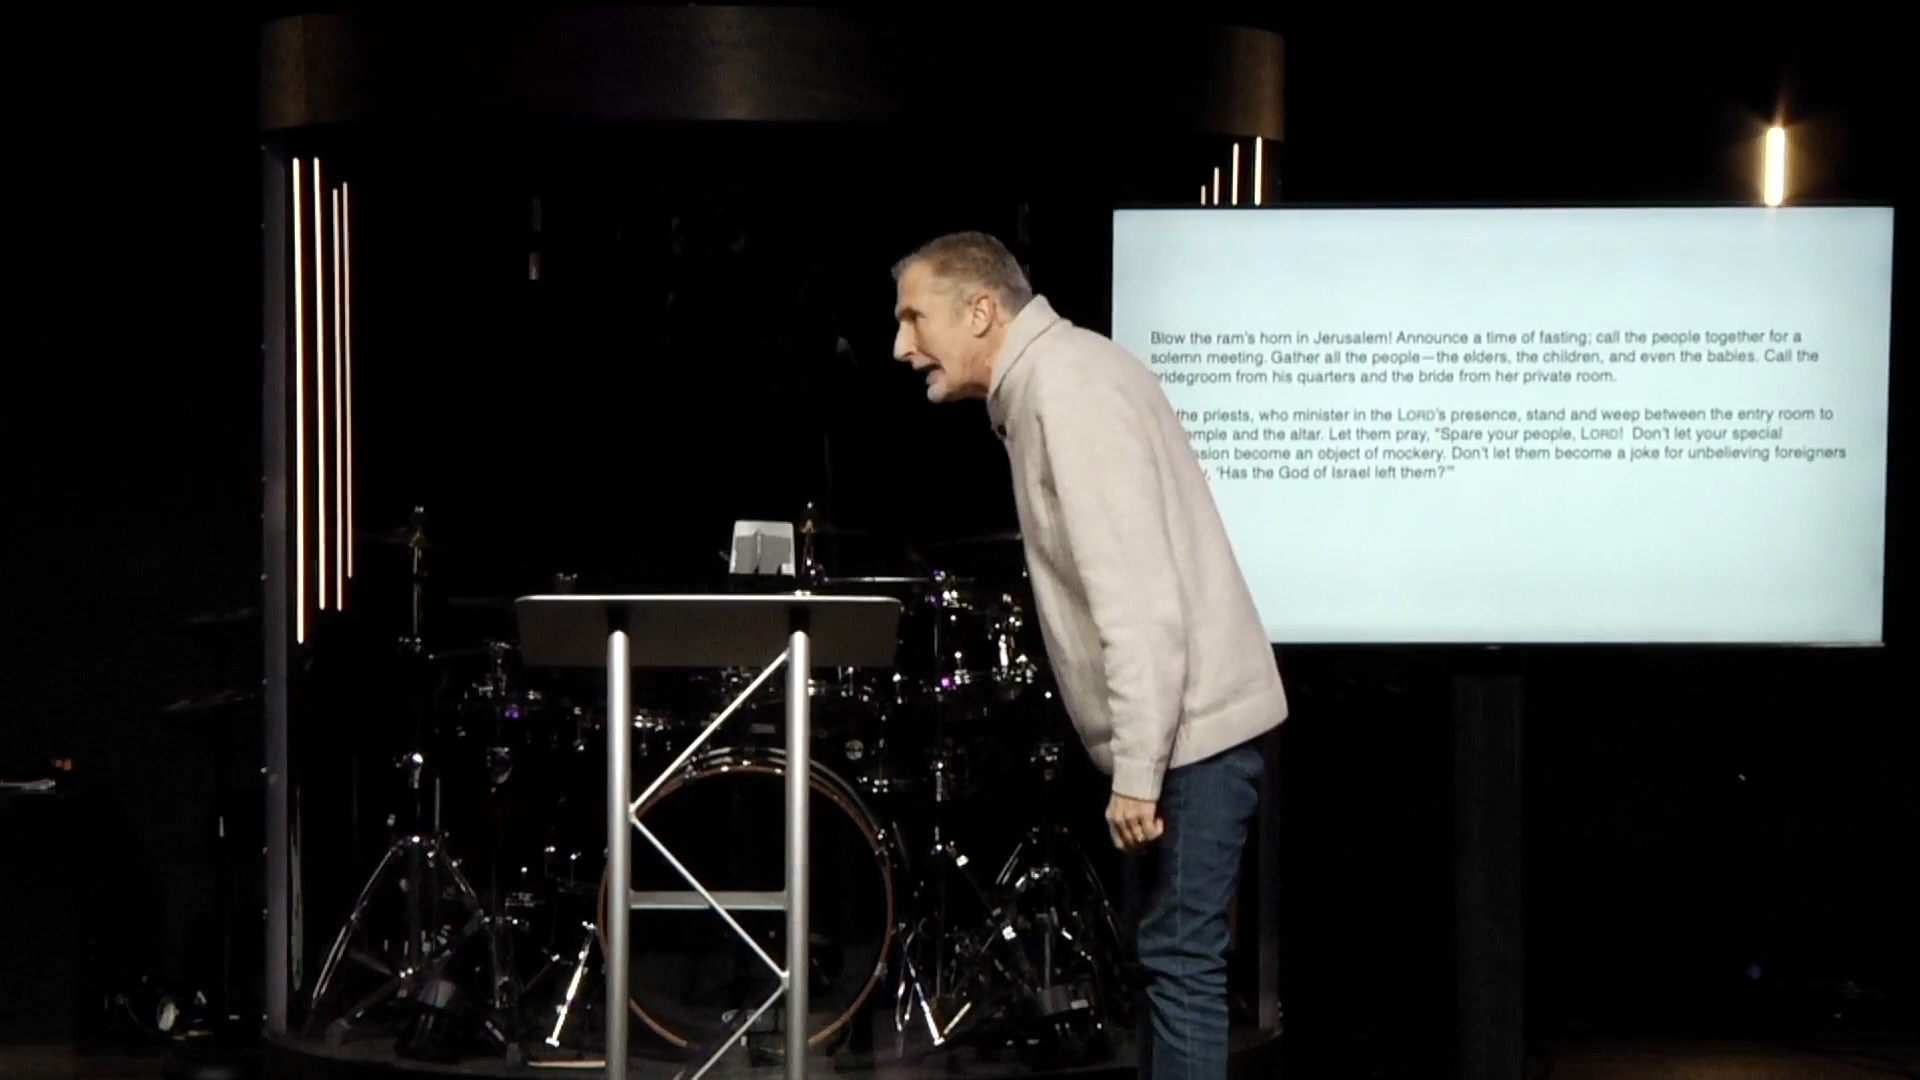 Blow the ram's horn in Jerusalem! Announce a time of fasting; call the people together for a
solemn meeting. Gather all the people—the elders, the children, and even the babies. Call the
bridegroom from his quarters and the bride from her private room.
the priests, who minister in the LORD's presence, stand and weep between the entry room to
and the altar. Let them pray, "Spare your people, LORD! Don't let your special
become an object of mockery. Don't let them become a joke for unbelieving foreigners
'Has the God of Israel left them?'"